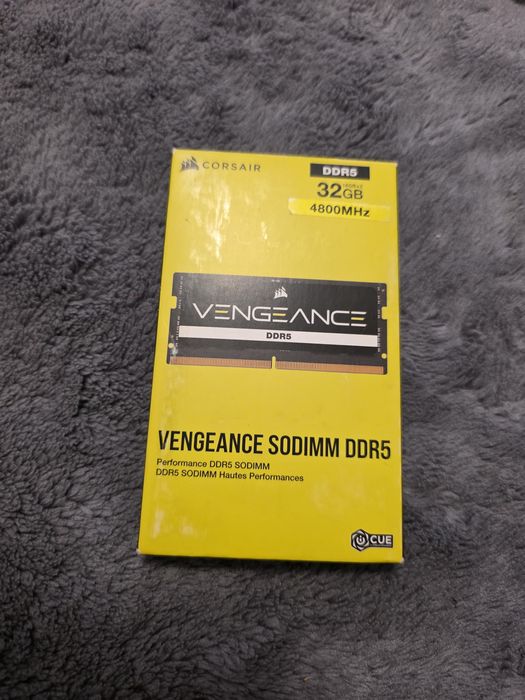 CORSAIR
DDR5
32GB
4800MHz
VENGEANCE
DDR5
VENGEANCE SODIMM DDR5
Performance DDR5 SODIMM
DDR5 SODIMM Hautes Performances
CUE